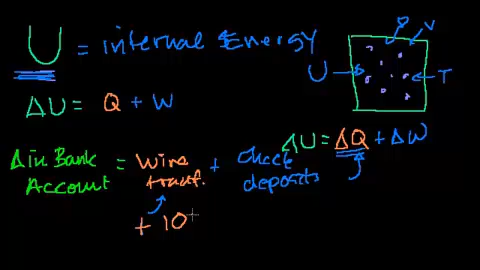 U = internal Energy
P V
U T
ΔU = Q + W
ΔU = ΔQ + ΔW
Δ in Bank Account = wire transf. + check deposits
+ 10